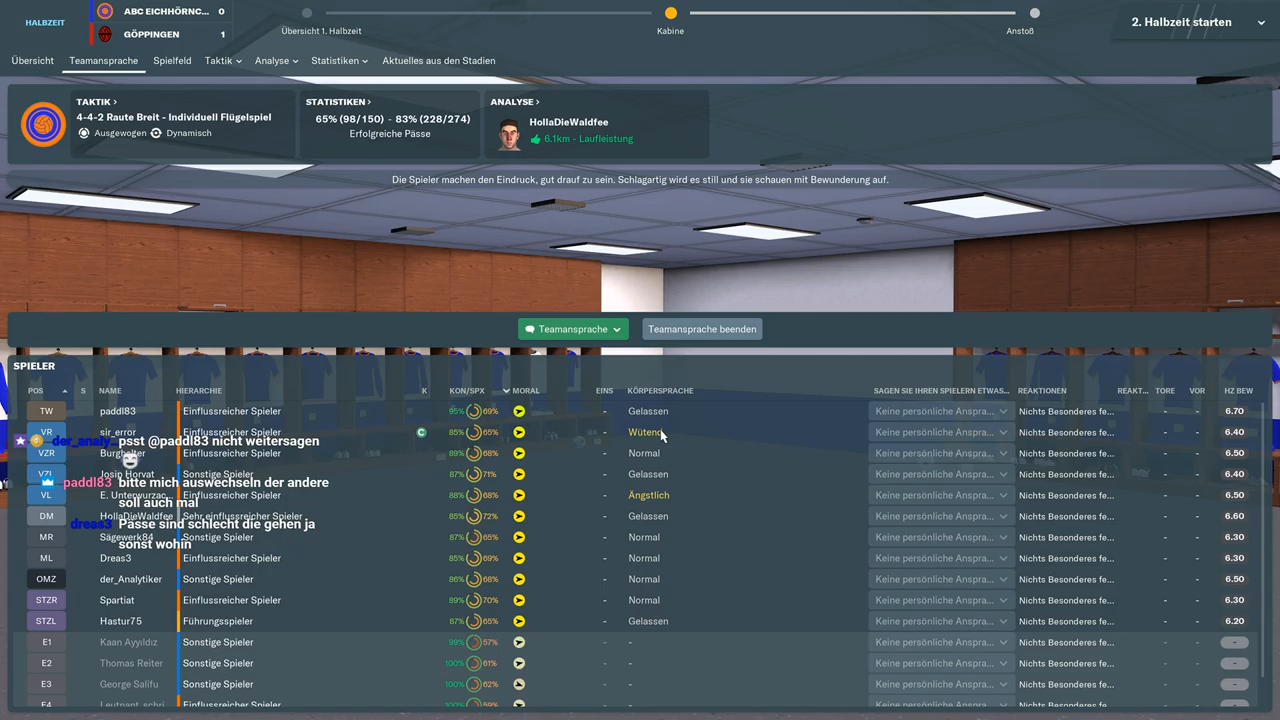 HALBZEIT
ABC EICHHÖRNC... 0
GÖPPINGEN 1
Übersicht 1. Halbzeit
Kabine
Anstoß
2. Halbzeit starten
Übersicht Teamansprache Spielfeld Taktik Analyse Statistiken Aktuelles aus den Stadien
TAKTIK >
4-4-2 Raute Breit - Individuell Flügelspiel
Ausgewogen Dynamisch
STATISTIKEN >
65% (98/150) - 83% (228/274)
Erfolgreiche Pässe
ANALYSE >
HollaDieWaldfee
6.1km - Laufleistung
Die Spieler machen den Eindruck, gut drauf zu sein. Schlagartig wird es still und sie schauen mit Bewunderung auf.
Teamansprache Teamansprache beenden
SPIELER
POS S NAME HIERARCHIE K KON/SPX MORAL EINS KÖRPERSPRACHE SAGEN SIE IHREN SPIELERN ETWAS... REAKTIONEN REAKT... TORE VOR HZ BEW
TW paddl83 Einflussreicher Spieler 95% 69% - Gelassen Keine persönliche Anspra... Nichts Besonderes fe... - - 6.70
VR sir_error Einflussreicher Spieler C 85% 65% - Wütend Keine persönliche Anspra... Nichts Besonderes fe... - - 6.40
der_analy... psst @paddl83 nicht weitersagen
VZR Burghalter Einflussreicher Spieler 89% 68% - Normal Keine persönliche Anspra... Nichts Besonderes fe... - - 6.50
VZL Josip Horvat Sonstige Spieler 87% 71% - Gelassen Keine persönliche Anspra... Nichts Besonderes fe... - - 6.40
paddl83 bitte mich auswechseln der andere
soll auch mal
VL E. Unterwurzac... Einflussreicher Spieler 88% 68% - Ängstlich Keine persönliche Anspra... Nichts Besonderes fe... - - 6.50
DM HollaDieWaldfee Sehr einflussreicher Spieler 85% 72% - Gelassen Keine persönliche Anspra... Nichts Besonderes fe... - - 6.60
dreas3 Pässe sind schlecht die gehen ja
sonst wohin
MR Sägewerk84 Sonstige Spieler 87% 65% - Normal Keine persönliche Anspra... Nichts Besonderes fe... - - 6.30
ML Dreas3 Einflussreicher Spieler 85% 69% - Normal Keine persönliche Anspra... Nichts Besonderes fe... - - 6.30
OMZ der_Analytiker Sonstige Spieler 86% 68% - Normal Keine persönliche Anspra... Nichts Besonderes fe... - - 6.50
STZR Spartiat Einflussreicher Spieler 89% 70% - Normal Keine persönliche Anspra... Nichts Besonderes fe... - - 6.30
STZL Hastur75 Führungsspieler 87% 65% - Gelassen Keine persönliche Anspra... Nichts Besonderes fe... - - 6.20
E1 Kaan Ayyıldız Sonstige Spieler 99% 57% - - Keine persönliche Anspra... Nichts Besonderes fe... - - -
E2 Thomas Reiter Sonstige Spieler 100% 61% - - Keine persönliche Anspra... Nichts Besonderes fe... - - -
E3 George Salifu Sonstige Spieler 100% 62% - - Keine persönliche Anspra... Nichts Besonderes fe... - - -
E4 Leutnant_schri... Einflussreicher Spieler 100% 59% - - Keine persönliche Anspra... Nichts Besonderes fe...